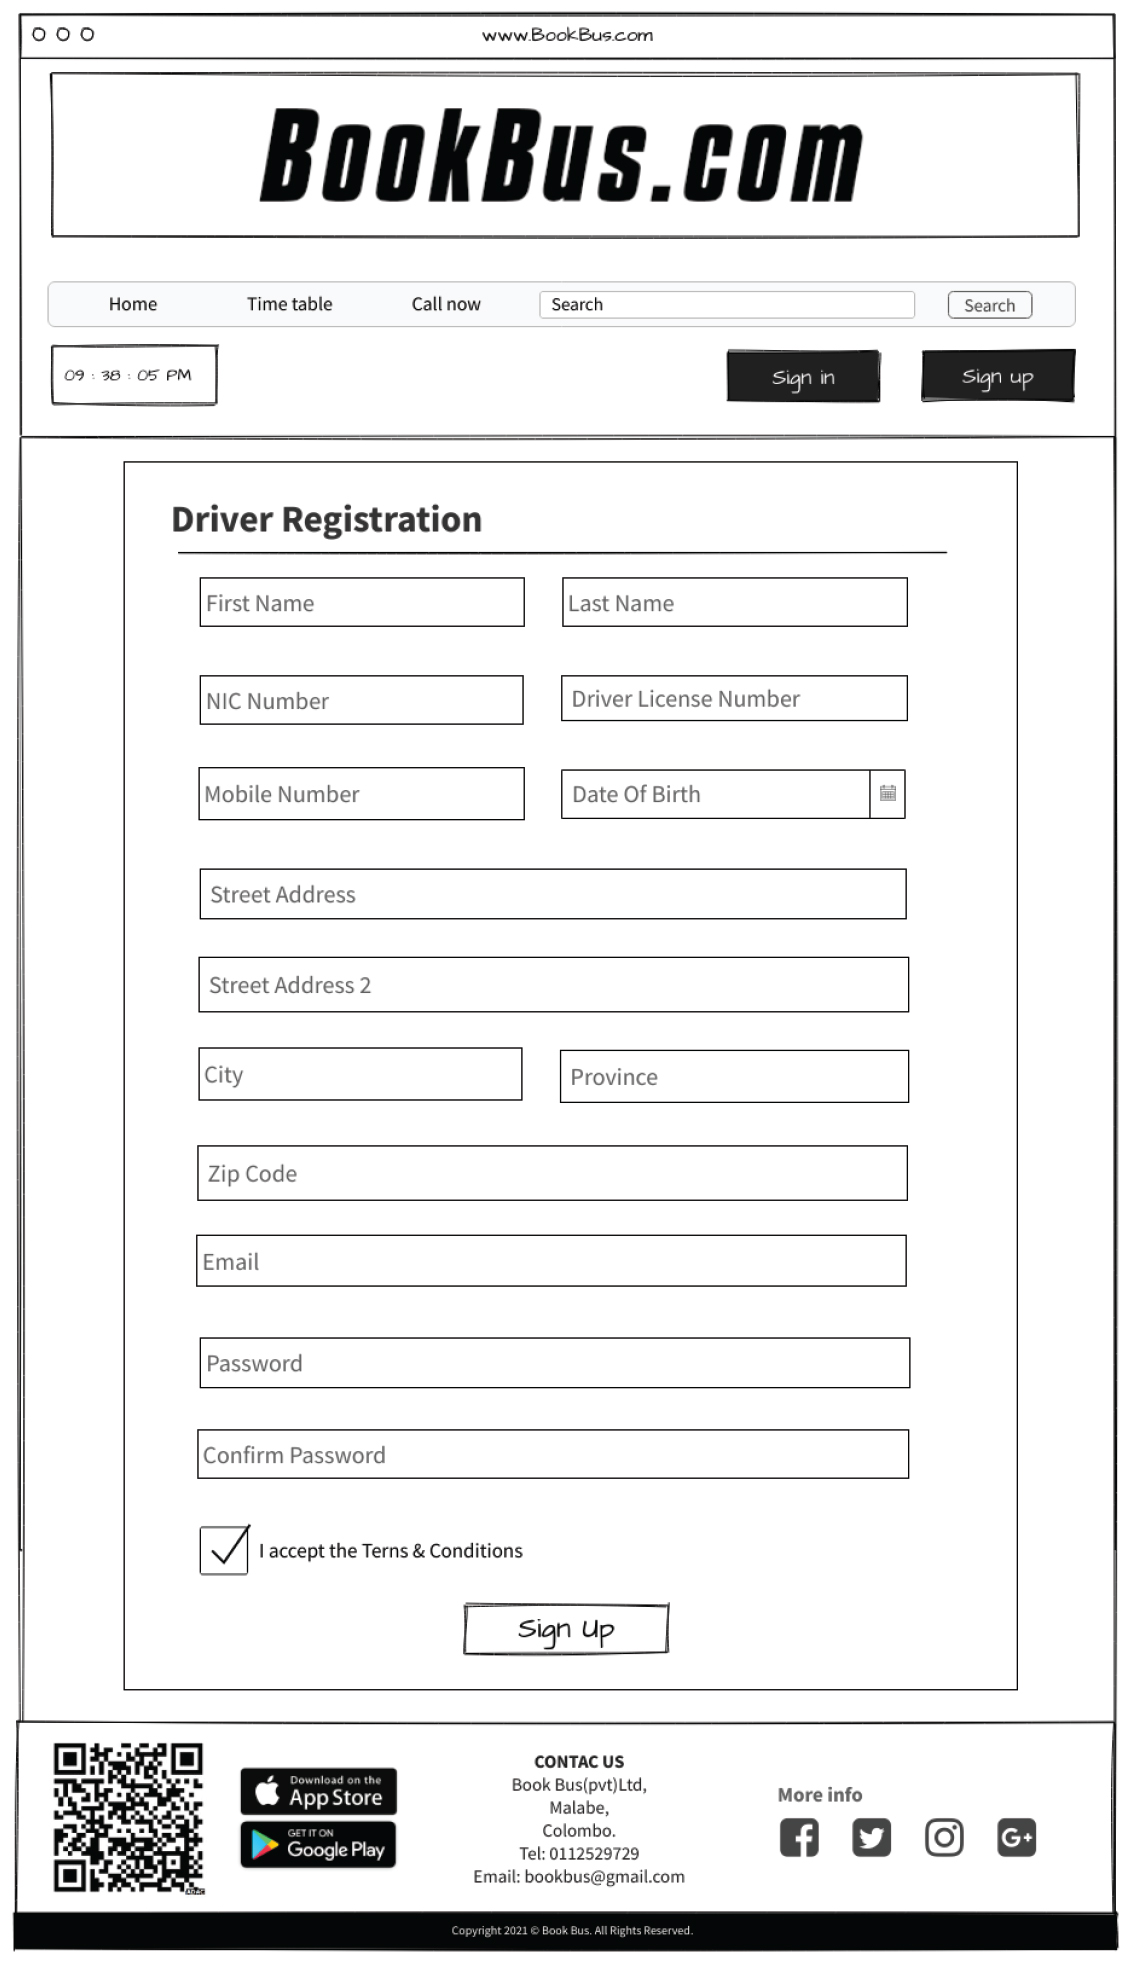 www.BookBus.com
BookBus.com
Home Time table Call now Search Search
09 : 38 : 05 PM Sign in Sign up
Driver Registration
First Name Last Name
NIC Number Driver License Number
Mobile Number Date Of Birth
Street Address
Street Address 2
City Province
Zip Code
Email
Password
Confirm Password
I accept the Terns & Conditions
Sign Up
Download on the
App Store
GET IT ON
Google Play
CONTAC US
Book Bus(pvt)Ltd,
Malabe,
Colombo.
Tel: 0112529729
Email: bookbus@gmail.com
More info
G+
Copyright 2021 © Book Bus. All Rights Reserved.